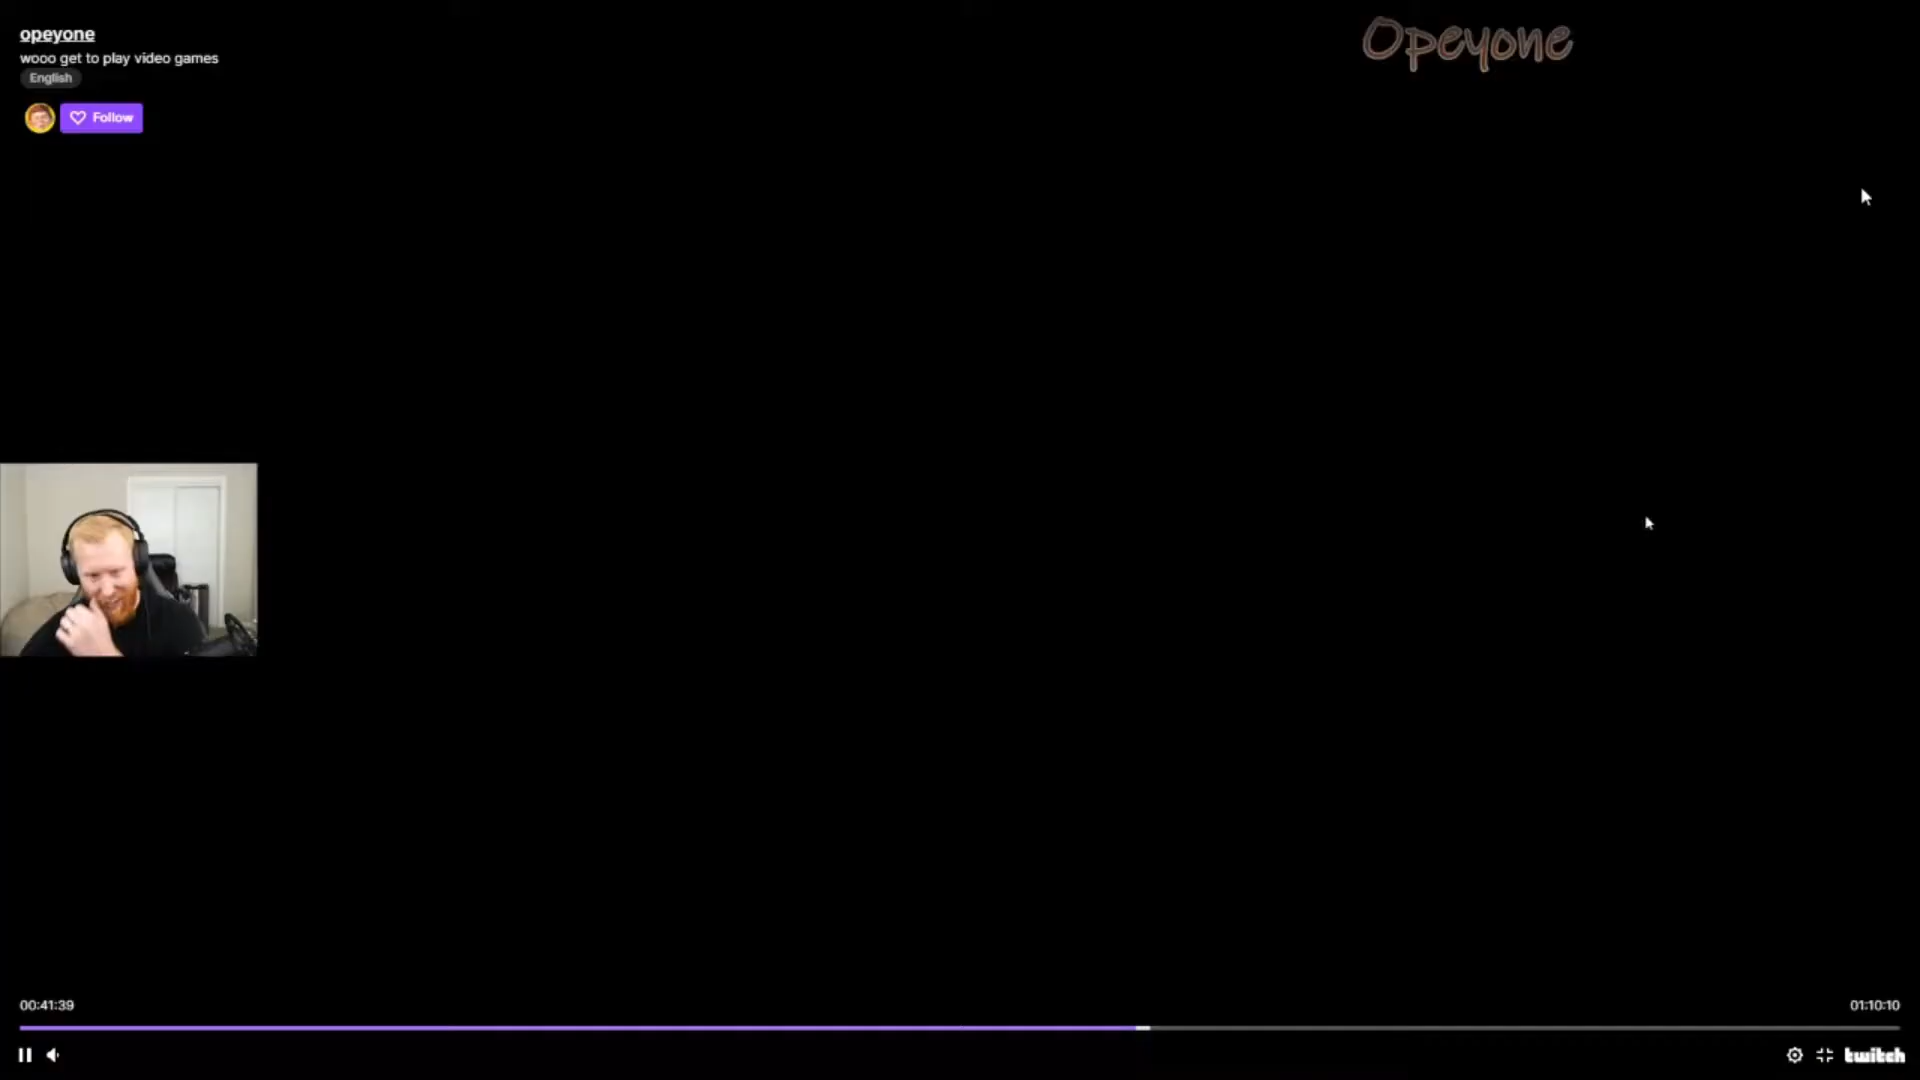 opeyone
Opeyone
wooo get to play video games
English
Follow
00:41:39
01:10:10
twitch